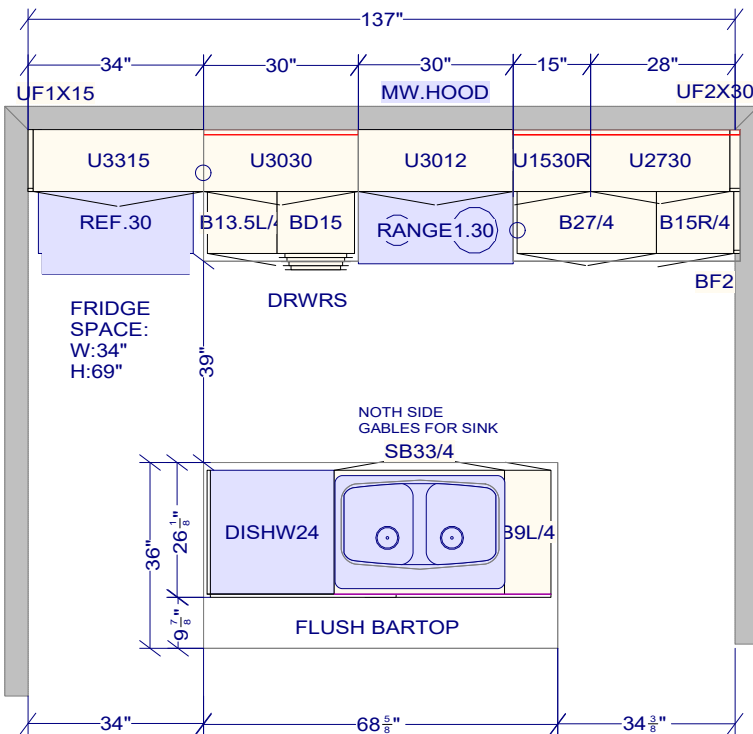 137"
34" 30" 30" 15" 28"
UF1X15 MW.HOOD UF2X30
U3315 U3030 U3012 U1530R U2730
REF.30 B13.5L/4 BD15 RANGE1.30 B27/4 B15R/4
BF2
DRWRS
FRIDGE
SPACE:
W:34"
H:69"
39"
NOTH SIDE
GABLES FOR SINK
SB33/4
36"
26 1/8"
9 7/8"
DISHW24 B9L/4
FLUSH BARTOP
34" 68 5/8" 34 3/8"